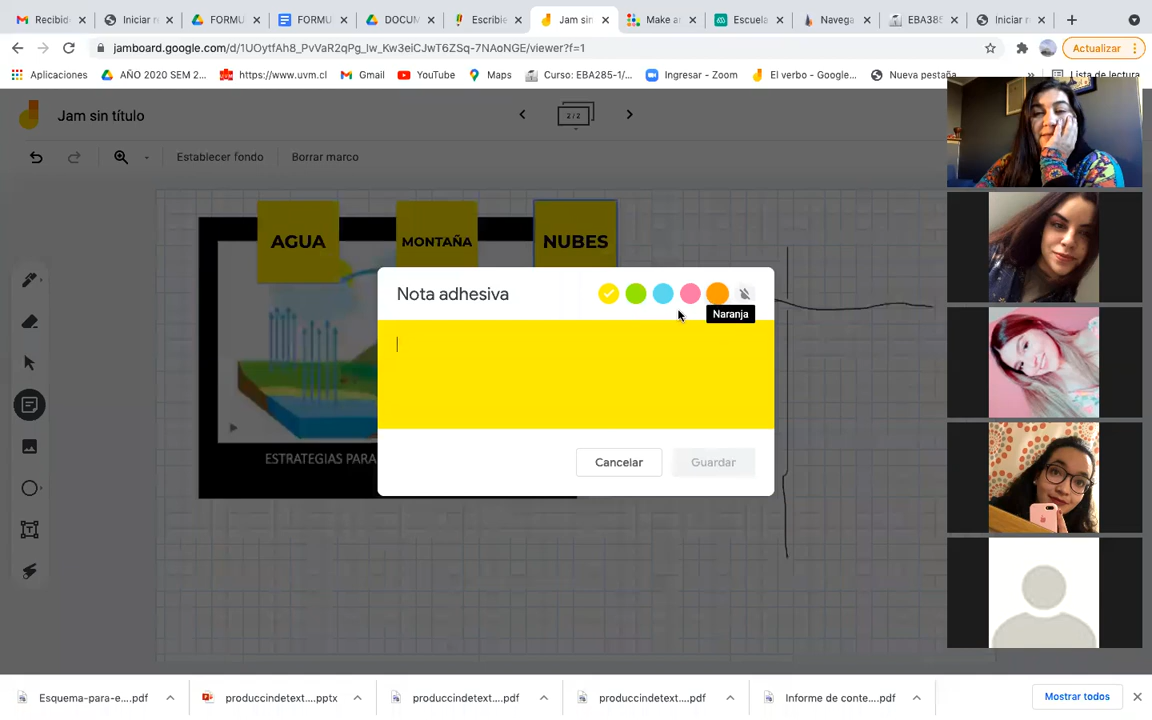 Recibid
Iniciar r
FORMU
FORMU
DOCUM
Escribie
Jam sin
Make ar
Escuela
Navega
EBA385
Iniciar r
jamboard.google.com/d/1UOytfAh8_PvVaR2qPg_lw_Kw3eiCJwT6ZSq-7NAoNGE/viewer?f=1
Actualizar
Aplicaciones
AÑO 2020 SEM 2...
https://www.uvm.cl
Gmail
YouTube
Maps
Curso: EBA285-1/...
Ingresar - Zoom
El verbo - Google...
Nueva pestaña
»
Lista de lectura
Jam sin título
2/2
Establecer fondo
Borrar marco
AGUA
MONTAÑA
NUBES
Nota adhesiva
Naranja
ESTRATEGIAS PARA
Cancelar
Guardar
Esquema-para-e....pdf
produccindetext....pptx
produccindetext....pdf
produccindetext....pdf
Informe de conte....pdf
Mostrar todos